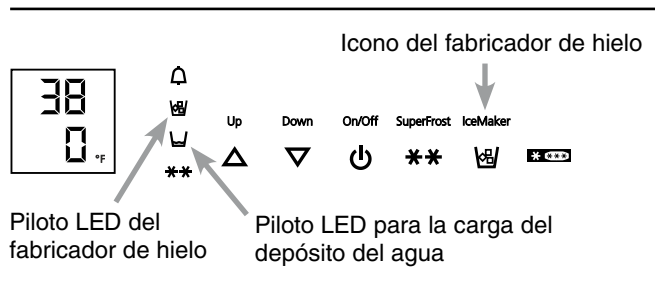 Icono del fabricador de hielo
38
0 °F
Up Down On/Off SuperFrost IceMaker
Piloto LED del
fabricador de hielo
Piloto LED para la carga del
depósito del agua